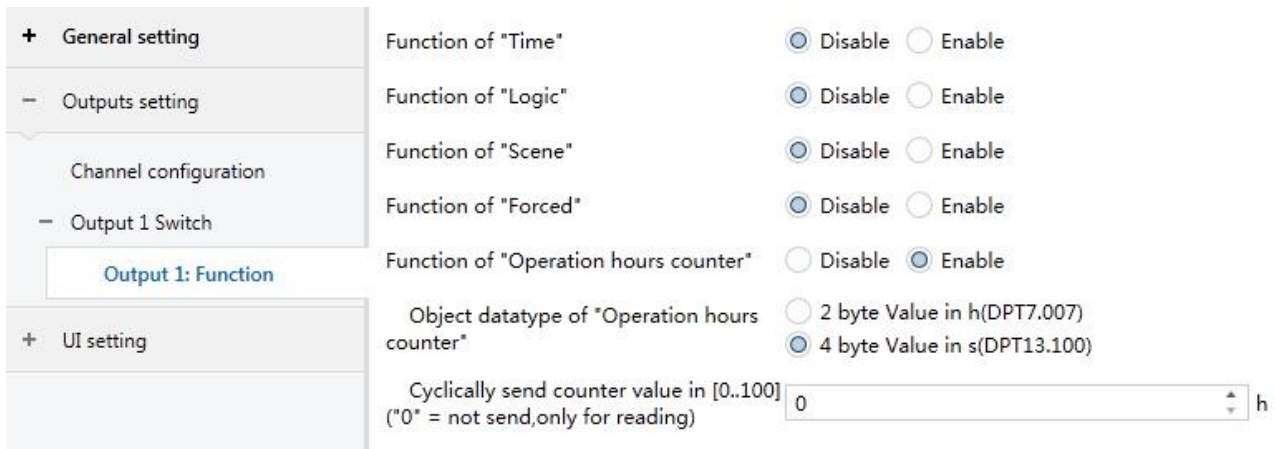 + General setting
− Outputs setting
Channel configuration
− Output 1 Switch
Output 1: Function
+ UI setting
Function of "Time" Disable Enable
Function of "Logic" Disable Enable
Function of "Scene" Disable Enable
Function of "Forced" Disable Enable
Function of "Operation hours counter" Disable Enable
Object datatype of "Operation hours
counter"
2 byte Value in h(DPT7.007)
4 byte Value in s(DPT13.100)
Cyclically send counter value in [0..100]
("0" = not send,only for reading)
0 h